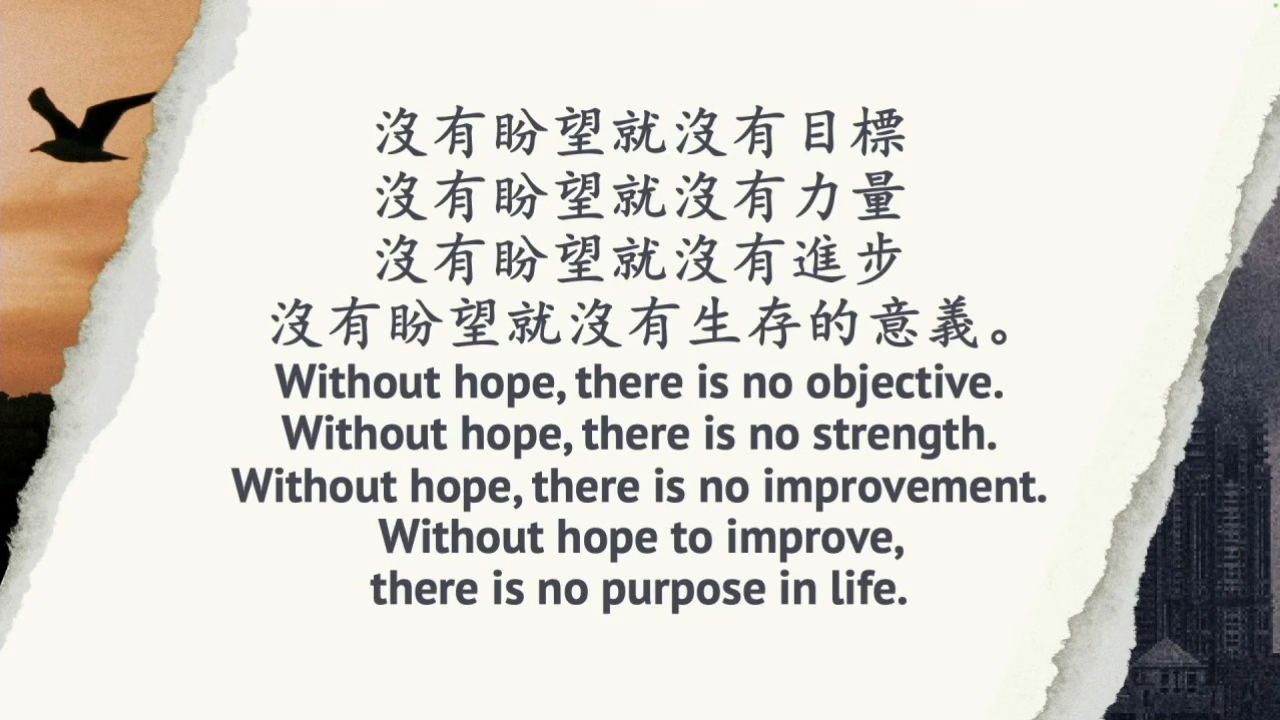 沒有盼望就沒有目標
沒有盼望就沒有力量
沒有盼望就沒有進步
沒有盼望就沒有生存的意義。
Without hope, there is no objective.
Without hope, there is no strength.
Without hope, there is no improvement.
Without hope to improve,
there is no purpose in life.